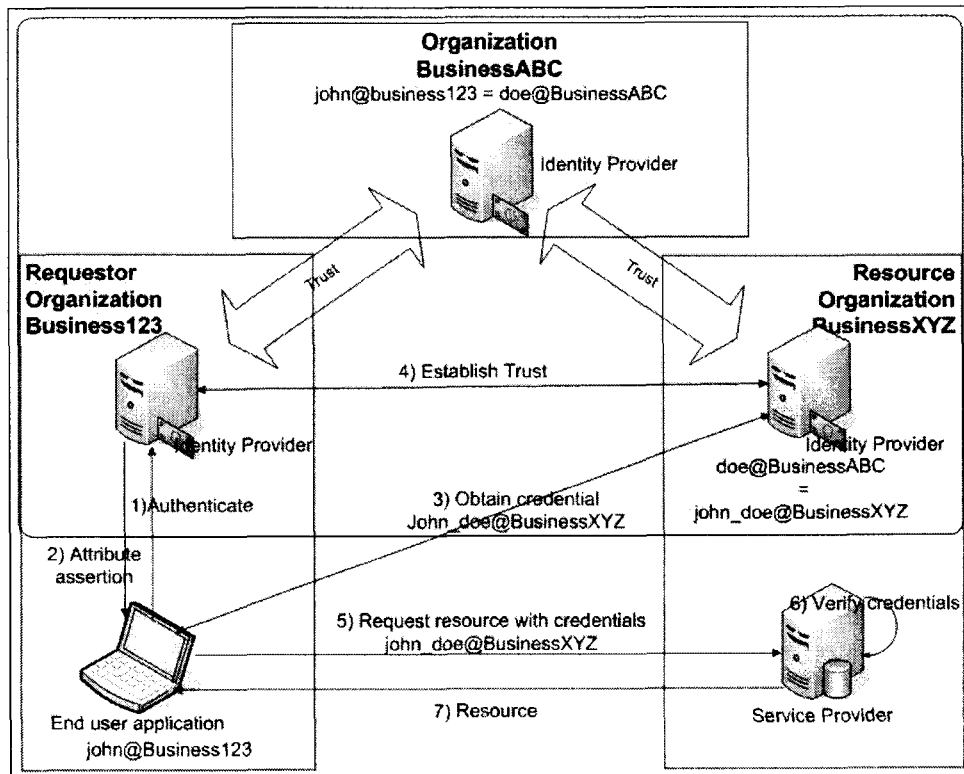 Organization
BusinessABC
john@business123 = doe@BusinessABC
Identity Provider
Trust
Trust
Requestor
Organization
Business123
Resource
Organization
BusinessXYZ
4) Establish Trust
Identity Provider
Identity Provider
doe@BusinessABC
=
john_doe@BusinessXYZ
1)Authenticate
3) Obtain credential
John_doe@BusinessXYZ
2) Attribute
assertion
5) Request resource with credentials
john_doe@BusinessXYZ
6) Verify credentials
7) Resource
End user application
john@Business123
Service Provider